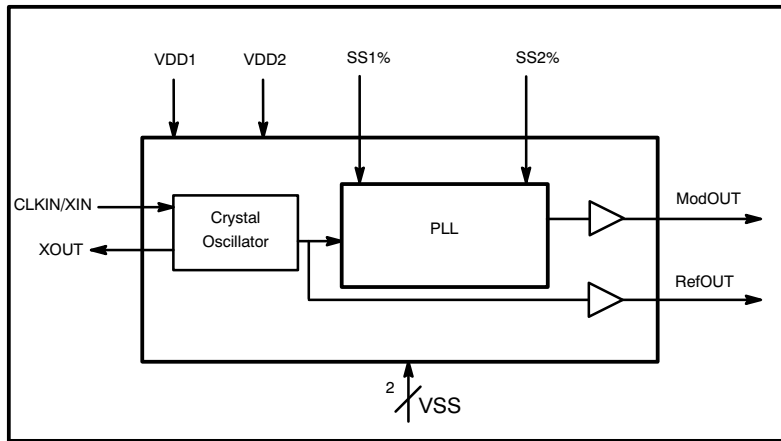 VDD1 VDD2 SS1% SS2%
CLKIN/XIN
XOUT
Crystal
Oscillator
PLL
ModOUT
RefOUT
2
VSS